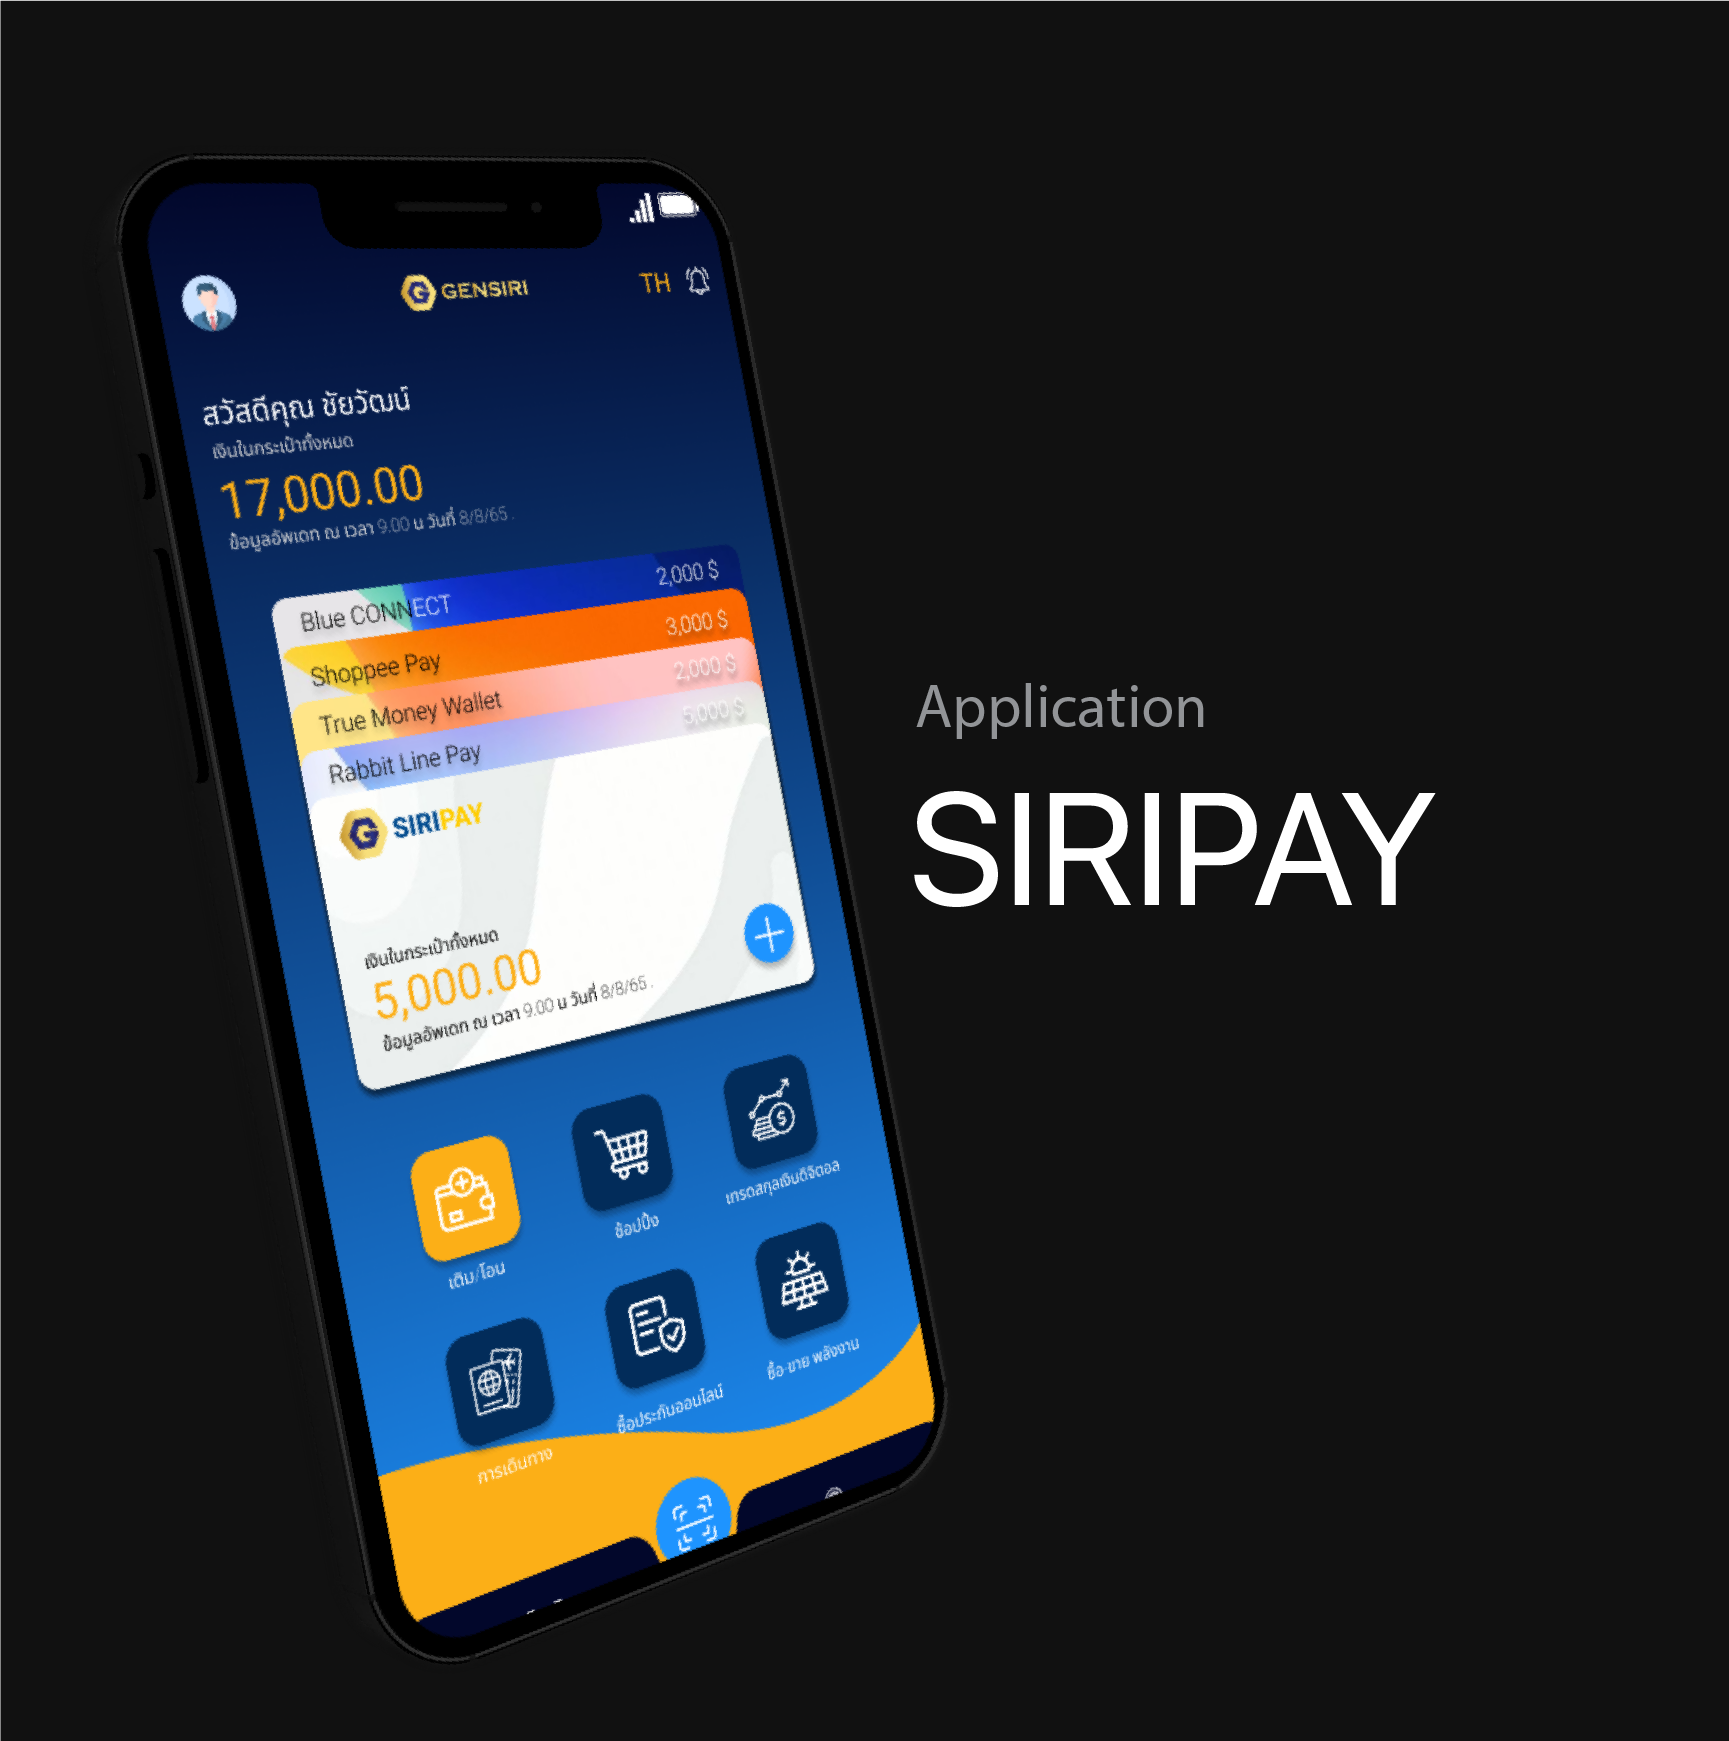 GENSIRI
TH
สวัสดีคุณ ชัยวัฒน์
เงินในกระเป๋าทั้งหมด
17,000.00
ข้อมูลอัพเดท ณ เวลา 9.00 น วันที่ 8/8/65 .
Blue CONNECT 2,000 $
Shoppee Pay 3,000 $
True Money Wallet 2,000 $
Rabbit Line Pay 5,000 $
G SIRIPAY
เงินในกระเป๋าทั้งหมด
5,000.00
ข้อมูลอัพเดท ณ เวลา 9.00 น วันที่ 8/8/65 .
เติม/โอน
ช้อปปิ้ง
เทรดสกุลเงินดิจิตอล
การเดินทาง
ซื้อประกันออนไลน์
ซื้อ-ขาย พลังงาน
Application
SIRIPAY